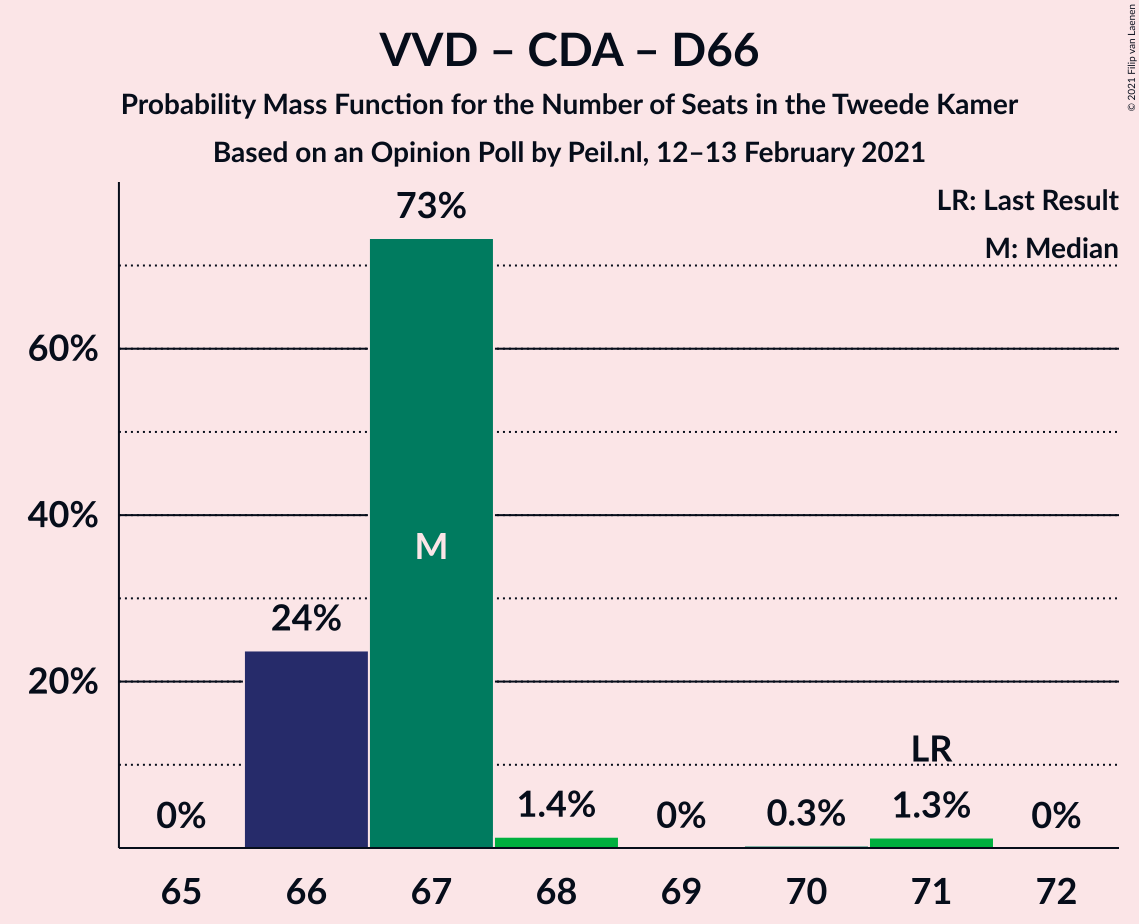 VVD – CDA – D66
Probability Mass Function for the Number of Seats in the Tweede Kamer
Based on an Opinion Poll by Peil.nl, 12–13 February 2021
© 2021 Filip van Laenen
LR: Last Result
M: Median
73%
60%
M
40%
24%
20%
LR
0%
1.4%
0%
0.3%
1.3%
0%
65 66 67 68 69 70 71 72